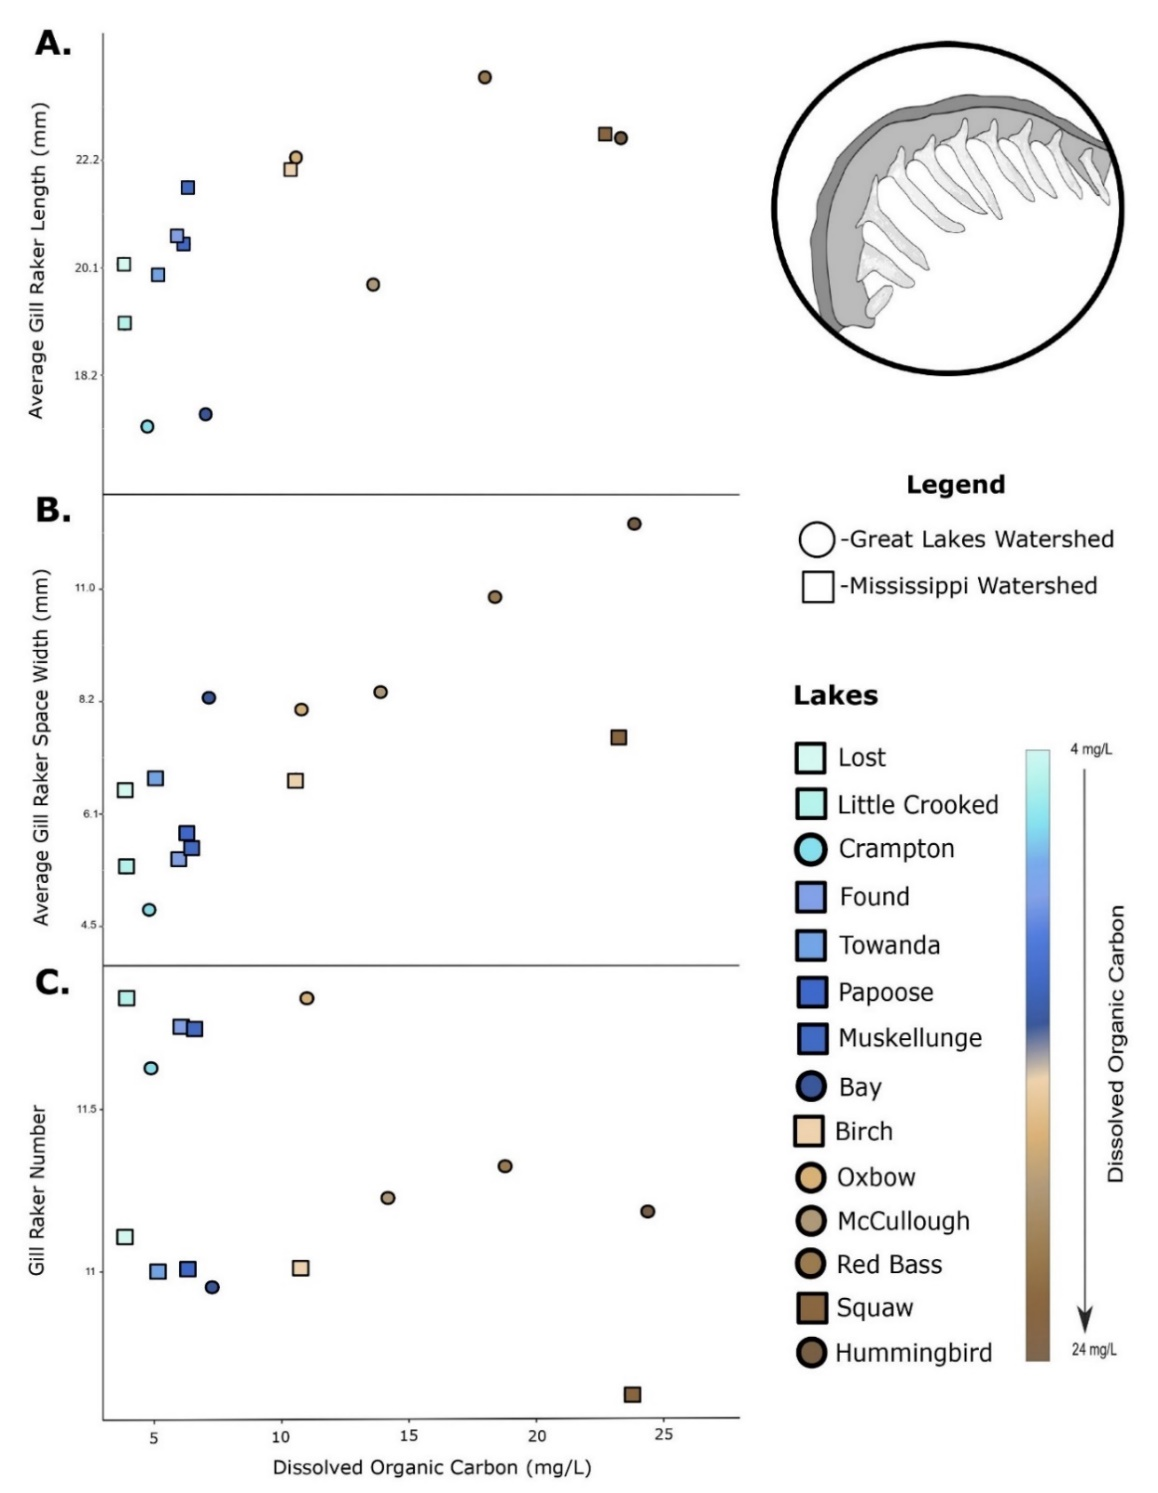 A.
Average Gill Raker Length (mm)
22.2
20.1
18.2
B.
Average Gill Raker Space Width (mm)
11.0
8.2
6.1
4.5
C.
Gill Raker Number
11.5
11
5
10
15
20
25
Dissolved Organic Carbon (mg/L)
Legend
-Great Lakes Watershed
-Mississippi Watershed
Lakes
Lost
Little Crooked
Crampton
Found
Towanda
Papoose
Muskellunge
Bay
Birch
Oxbow
McCullough
Red Bass
Squaw
Hummingbird
4 mg/L
Dissolved Organic Carbon
24 mg/L